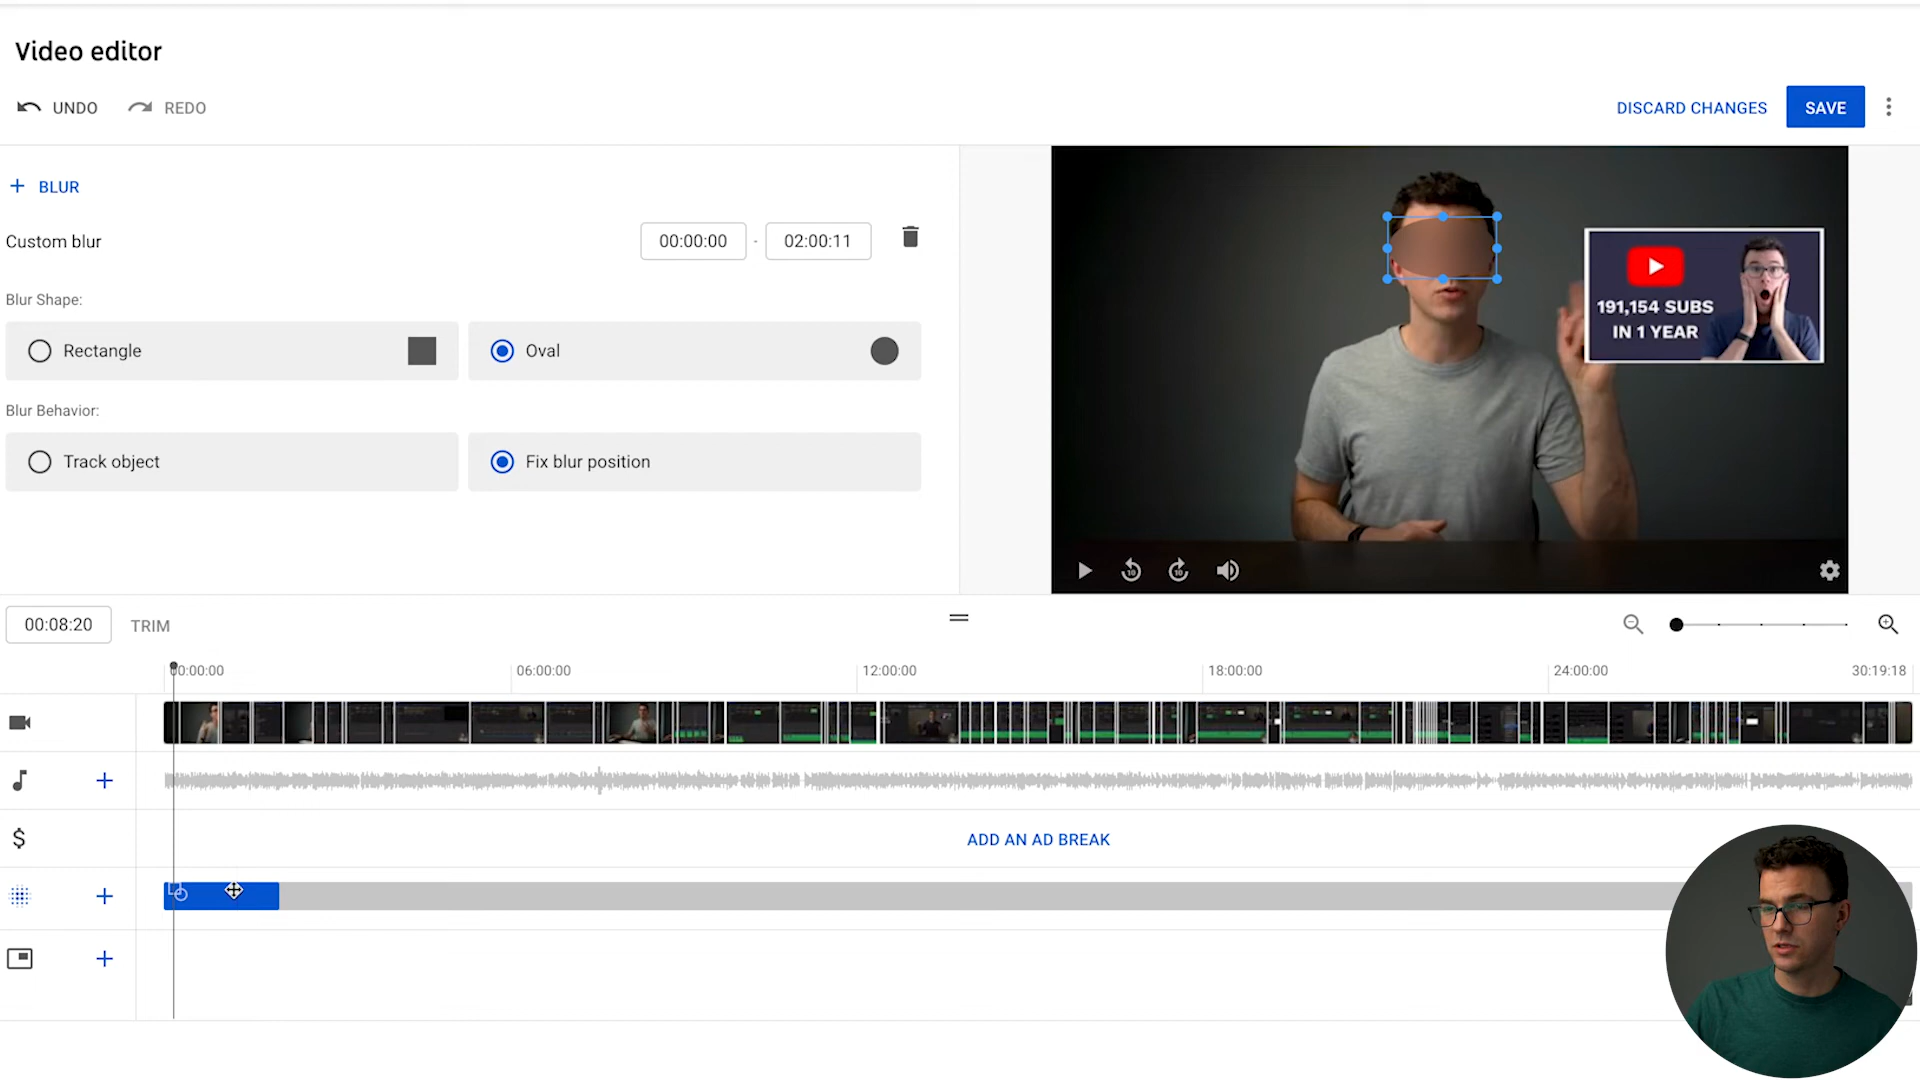 Video editor
UNDO
REDO
DISCARD CHANGES
SAVE
BLUR
Custom blur
00:00:00 - 02:00:11
Blur Shape:
Rectangle
Oval
Blur Behavior:
Track object
Fix blur position
191,154 SUBS
IN 1 YEAR
10
10
00:08:20
TRIM
00:00:00
06:00:00
12:00:00
18:00:00
24:00:00
30:19:18
$
ADD AN AD BREAK